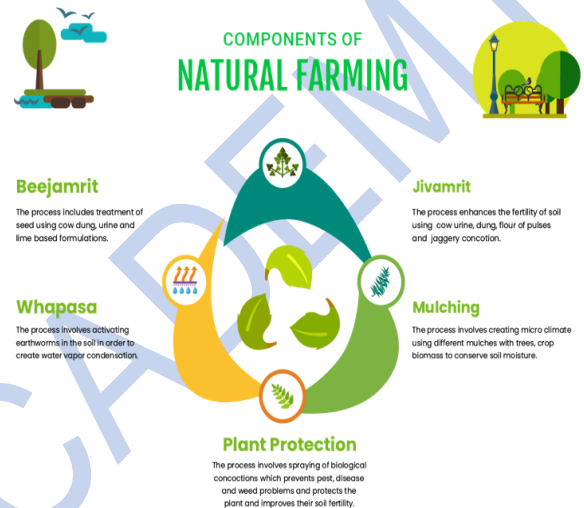 COMPONENTS OF
NATURAL FARMING
Beejamrit
The process includes treatment of
seed using cow dung, urine and
lime based formulations.
Jivamrit
The process enhances the fertility of soil
using cow urine, dung, flour of pulses
and jaggery concotion.
Whapasa
The process involves activating
earthworms in the soil in order to
create water vapor condensation.
Mulching
The process involves creating micro climate
using different mulches with trees, crop
biomass to conserve soil moisture.
Plant Protection
The process involves spraying of biological
concoctions which prevents pest, disease
and weed problems and protects the
plant and improves their soil fertility.
CADEM